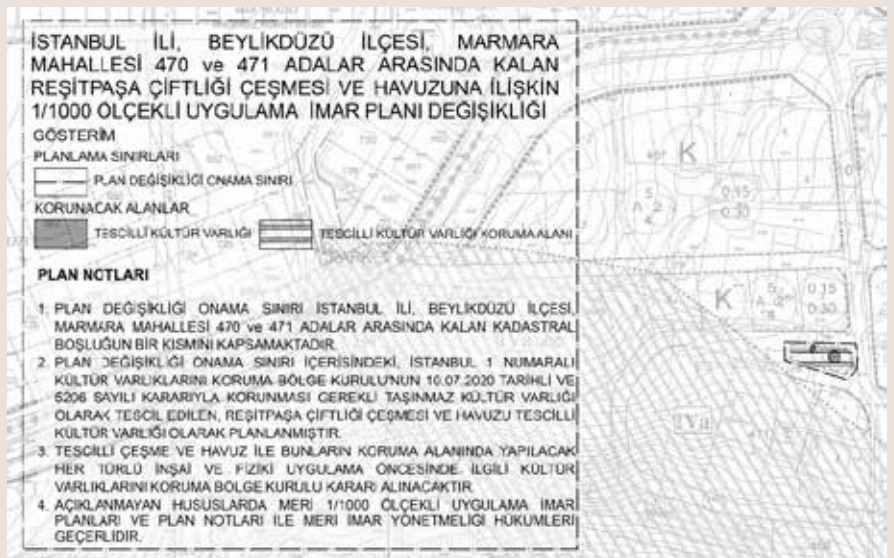 İSTANBUL İLİ, BEYLİKDÜZÜ İLÇESİ, MARMARA
MAHALLESİ 470 ve 471 ADALAR ARASINDA KALAN
REŞİTPAŞA ÇİFTLİĞİ ÇEŞMESİ VE HAVUZUNA İLİŞKİN
1/1000 ÖLÇEKLİ UYGULAMA İMAR PLANI DEĞİŞİKLİĞİ
GÖSTERİM
PLANLAMA SINIRLARI
PLAN DEĞİŞİKLİĞİ ONAMA SINIRI
KORUNACAK ALANLAR
TESCİLLİ KÜLTÜR VARLIĞI TESCİLLİ KÜLTÜR VARLIĞI KORUMA ALANI
PLAN NOTLARI
1. PLAN DEĞİŞİKLİĞİ ONAMA SINIRI İSTANBUL İLİ, BEYLİKDÜZÜ İLÇESİ,
MARMARA MAHALLESİ 470 ve 471 ADALAR ARASINDA KALAN KADASTRAL
BOŞLUĞUN BİR KISMINI KAPSAMAKTADIR.
2. PLAN DEĞİŞİKLİĞİ ONAMA SINIRI İÇERİSİNDEKİ, İSTANBUL 1 NUMARALI
KÜLTÜR VARLIKLARINI KORUMA BÖLGE KURULU'NUN 10.07.2020 TARİHLİ VE
5206 SAYILI KARARIYLA KORUNMASI GEREKLİ TAŞINMAZ KÜLTÜR VARLIĞI
OLARAK TESCİL EDİLEN, REŞİTPAŞA ÇİFTLİĞİ ÇEŞMESİ VE HAVUZU TESCİLLİ
KÜLTÜR VARLIĞI OLARAK PLANLANMIŞTIR.
3. TESCİLLİ ÇEŞME VE HAVUZ İLE BUNLARIN KORUMA ALANINDA YAPILACAK
HER TÜRLÜ İNŞAİ VE FİZİKİ UYGULAMA ÖNCESİNDE İLGİLİ KÜLTÜR
VARLIKLARINI KORUMA BÖLGE KURULU KARARI ALINACAKTIR
4. AÇIKLANMAYAN HUSUSLARDA MERİ 1/1000 ÖLÇEKLİ UYGULAMA İMAR
PLANLARI VE PLAN NOTLARI İLE MERİ İMAR YÖNETMELİĞİ HÜKÜMLERİ
GEÇERLİDİR.
K
5
A 2
0.15
0.30
K
5
A 2
0.15
0.30